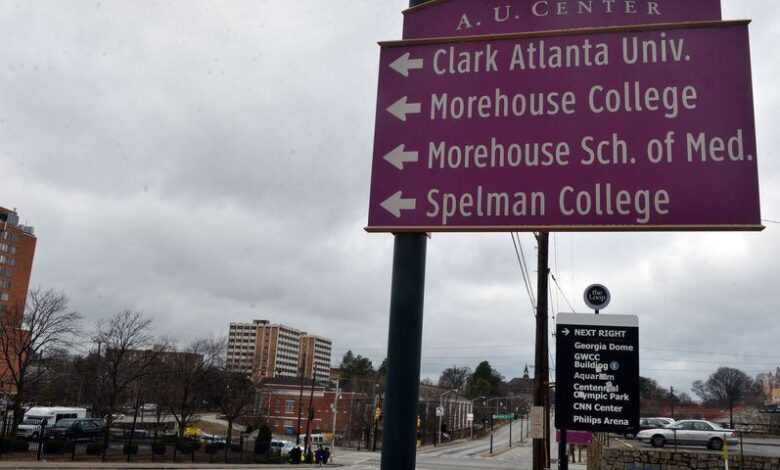 A. U. CENTER
Clark Atlanta Univ.
Morehouse College
Morehouse Sch. of Med.
Spelman College
the
Loop
NEXT RIGHT
Georgia Dome
GWCC
Building C
Aquarium
Centennial
Olympic Park
CNN Center
Philips Arena